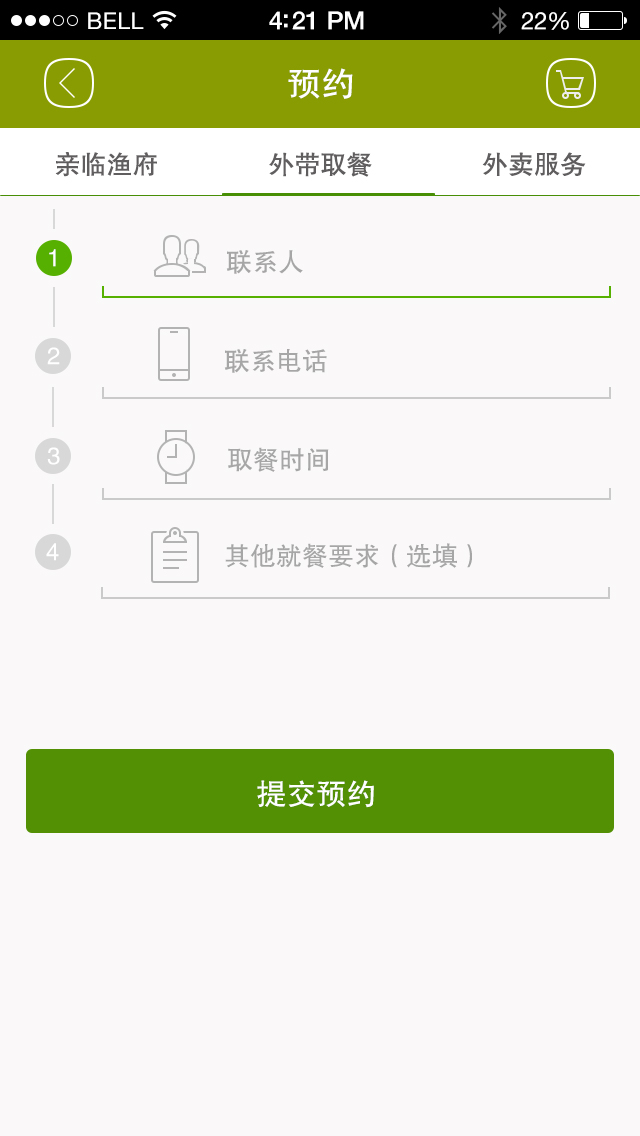 BELL 4:21 PM 22%
预约
亲临渔府 外带取餐 外卖服务
1 联系人
2 联系电话
3 取餐时间
4 其他就餐要求（选填）
提交预约